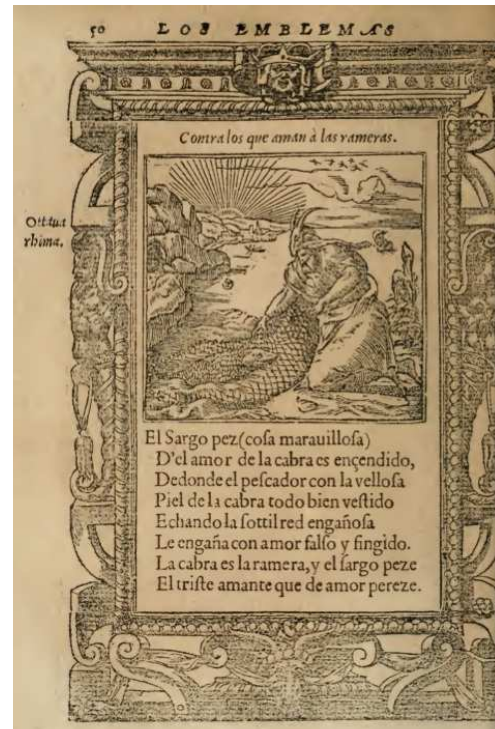 50 LOS EMBLEMAS
Contra los que aman à las rameras.
Ottaua
rhima.
El Sargo pez (cosa marauillosa)
D'el amor de la cabra es ençendido,
Dedonde el pescador con la vellosa
Piel de la cabra todo bien vestido
Echando la sottil red engañosa
Le engaña con amor falso y fingido.
La cabra es la ramera, y el sargo peze
El triste amante que de amor pereze.